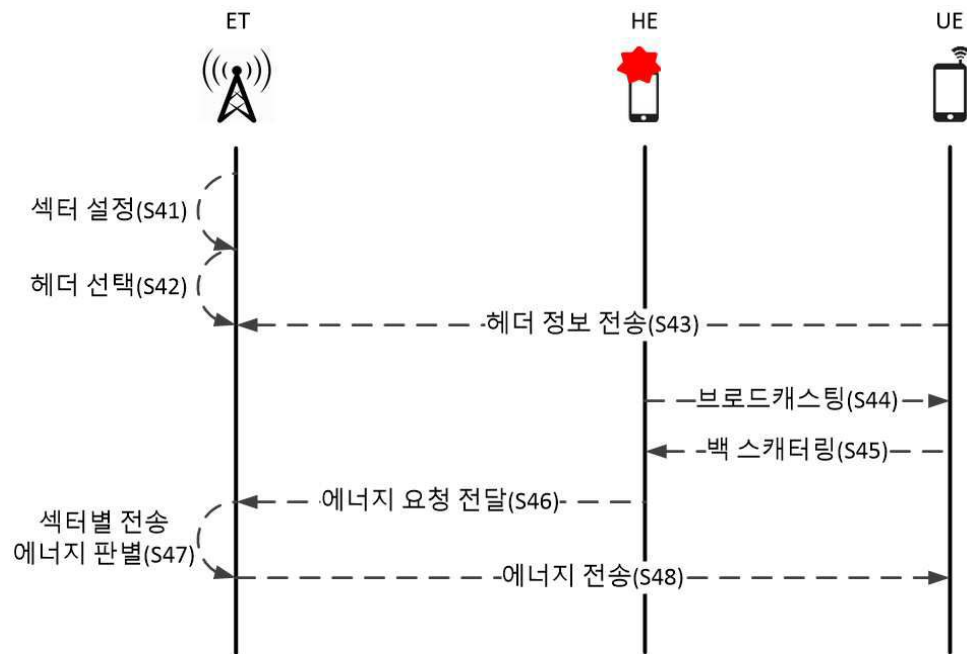 ET
HE
UE
섹터 설정(S41)
헤더 선택(S42)
헤더 정보 전송(S43)
브로드캐스팅(S44)
백 스캐터링(S45)
에너지 요청 전달(S46)
섹터별 전송
에너지 판별(S47)
에너지 전송(S48)